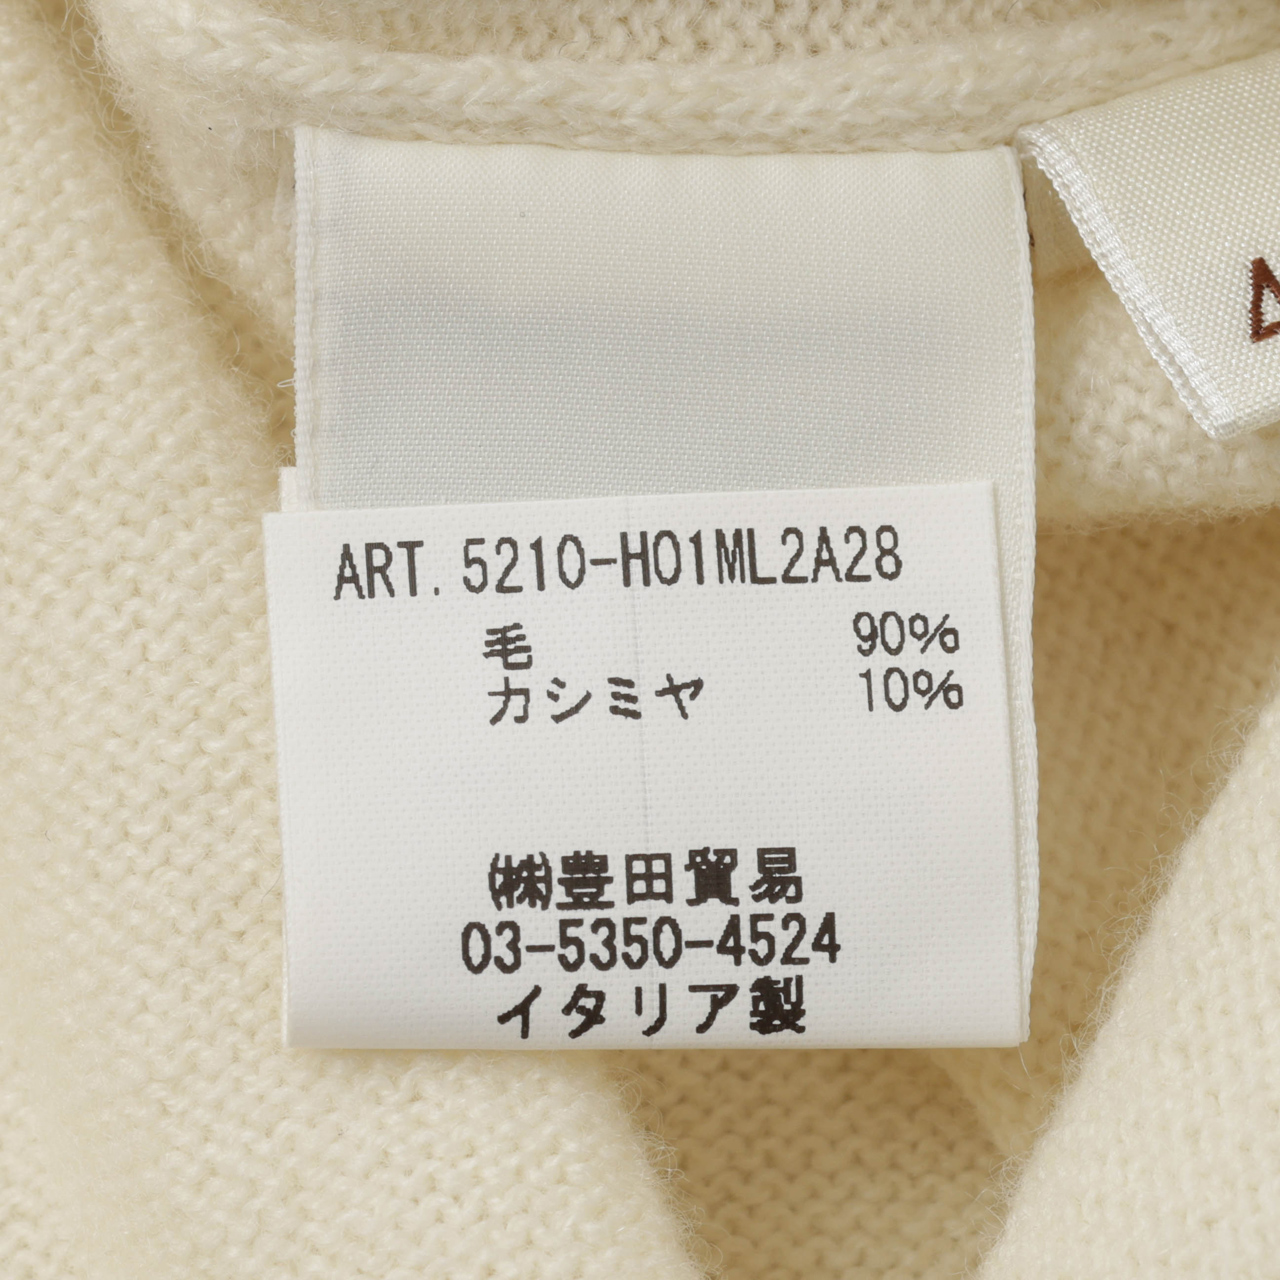 ART. 5210-H01ML2A28
毛 90%
カシミヤ 10%
㈱豊田貿易
03-5350-4524
イタリア製